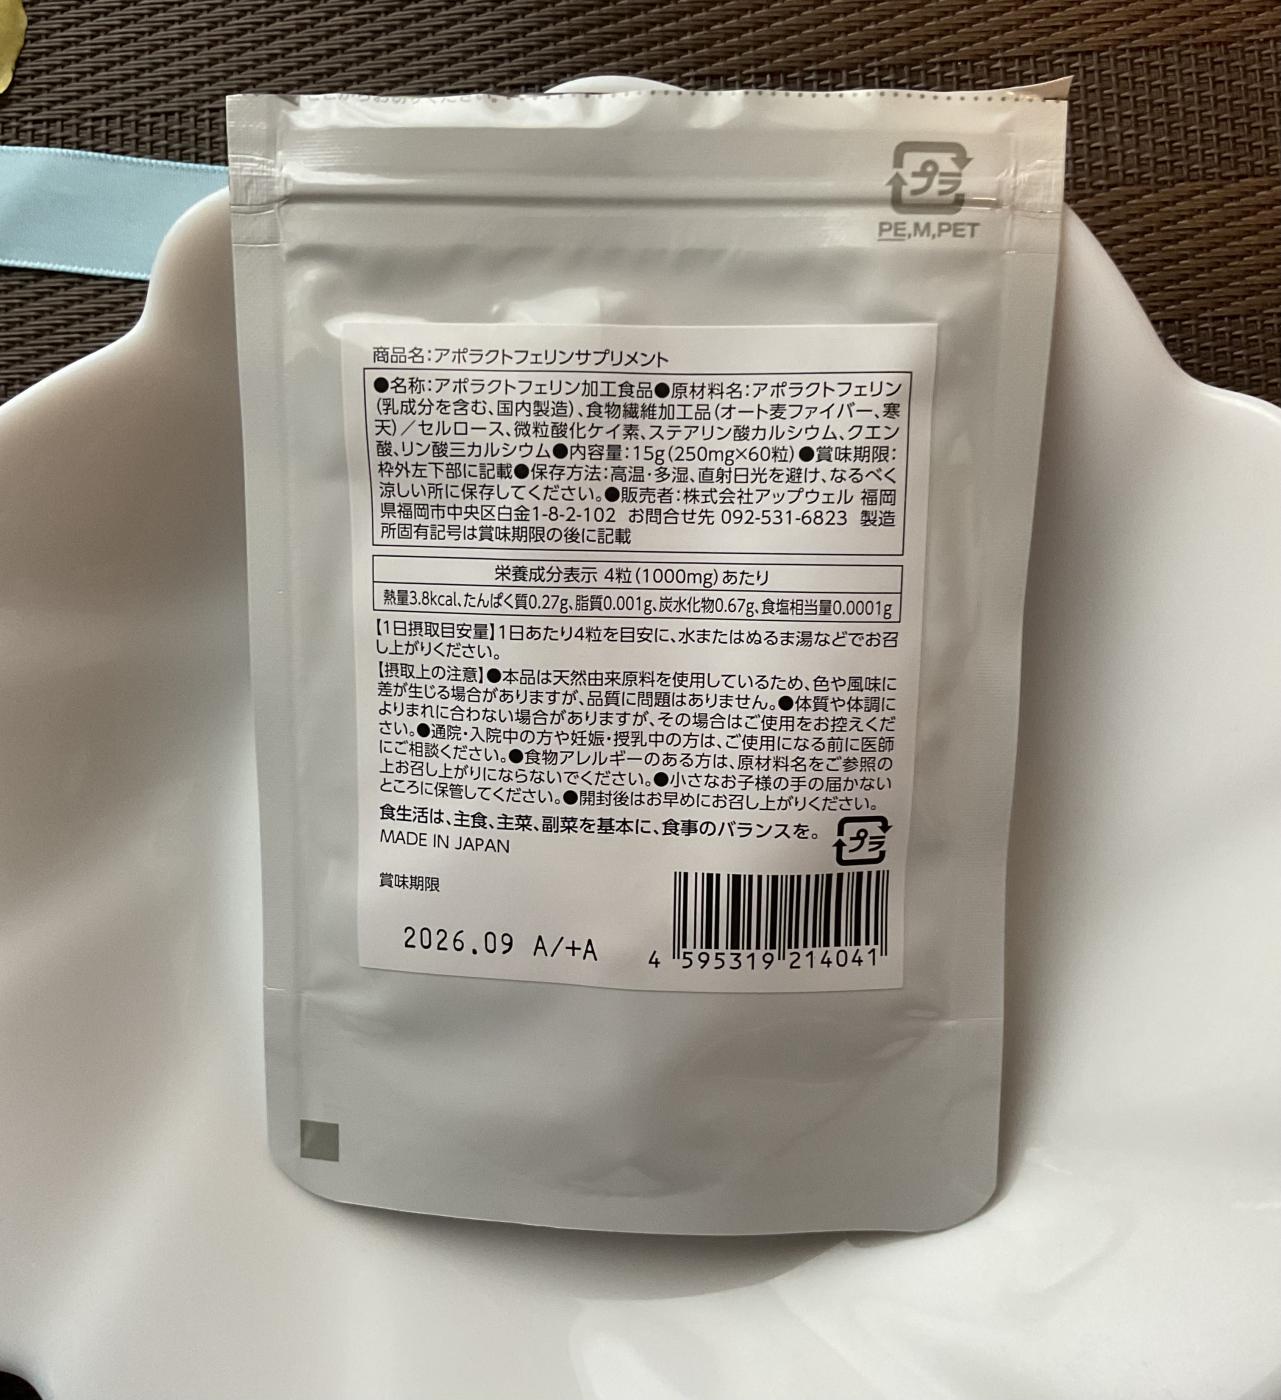 ここからお切りください
プラ
PE,M,PET
商品名：アポラクトフェリンサプリメント
●名称：アポラクトフェリン加工食品●原材料名：アポラクトフェリン
(乳成分を含む、国内製造)、食物繊維加工品(オート麦ファイバー、寒
天)／セルロース、微粒酸化ケイ素、ステアリン酸カルシウム、クエン
酸、リン酸三カルシウム●内容量：15g(250mg×60粒)●賞味期限：
枠外左下部に記載●保存方法：高温・多湿、直射日光を避け、なるべく
涼しい所に保存してください。●販売者：株式会社アップウェル 福岡
県福岡市中央区白金1-8-2-102 お問合せ先 092-531-6823 製造
所固有記号は賞味期限の後に記載
栄養成分表示 4粒(1000mg)あたり
熱量3.8kcal、たんぱく質0.27g、脂質0.001g、炭水化物0.67g、食塩相当量0.0001g
【1日摂取目安量】1日あたり4粒を目安に、水またはぬるま湯などでお召
し上がりください。
【摂取上の注意】●本品は天然由来原料を使用しているため、色や風味に
差が生じる場合がありますが、品質に問題はありません。●体質や体調に
よりまれに合わない場合がありますが、その場合はご使用をお控えくだ
さい。●通院・入院中の方や妊娠・授乳中の方は、ご使用になる前に医師
にご相談ください。●食物アレルギーのある方は、原材料名をご参照の
上お召し上がりにならないでください。●小さなお子様の手の届かない
ところに保管してください。●開封後はお早めにお召し上がりください。
食生活は、主食、主菜、副菜を基本に、食事のバランスを。
プラ
MADE IN JAPAN
賞味期限
2026.09 A/+A
4 595319 214041